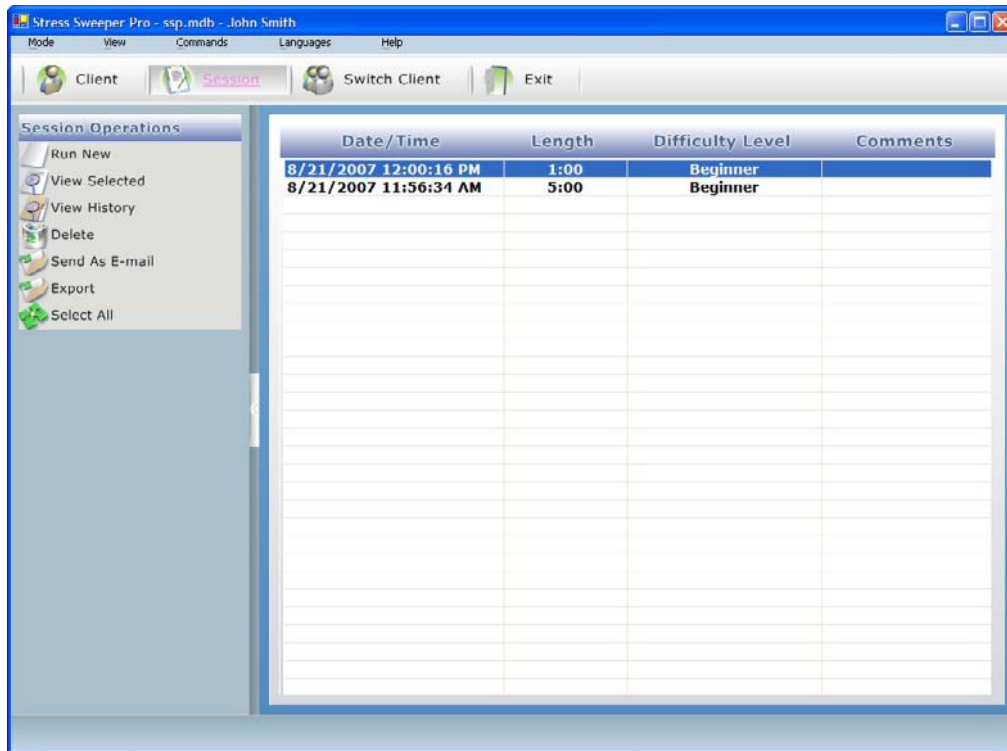 Stress Sweeper Pro - ssp.mdb - John Smith
Mode View Commands Languages Help
Client Session Switch Client Exit
Session Operations
Run New
View Selected
View History
Delete
Send As E-mail
Export
Select All
Date/Time Length Difficulty Level Comments
8/21/2007 12:00:16 PM 1:00 Beginner
8/21/2007 11:56:34 AM 5:00 Beginner